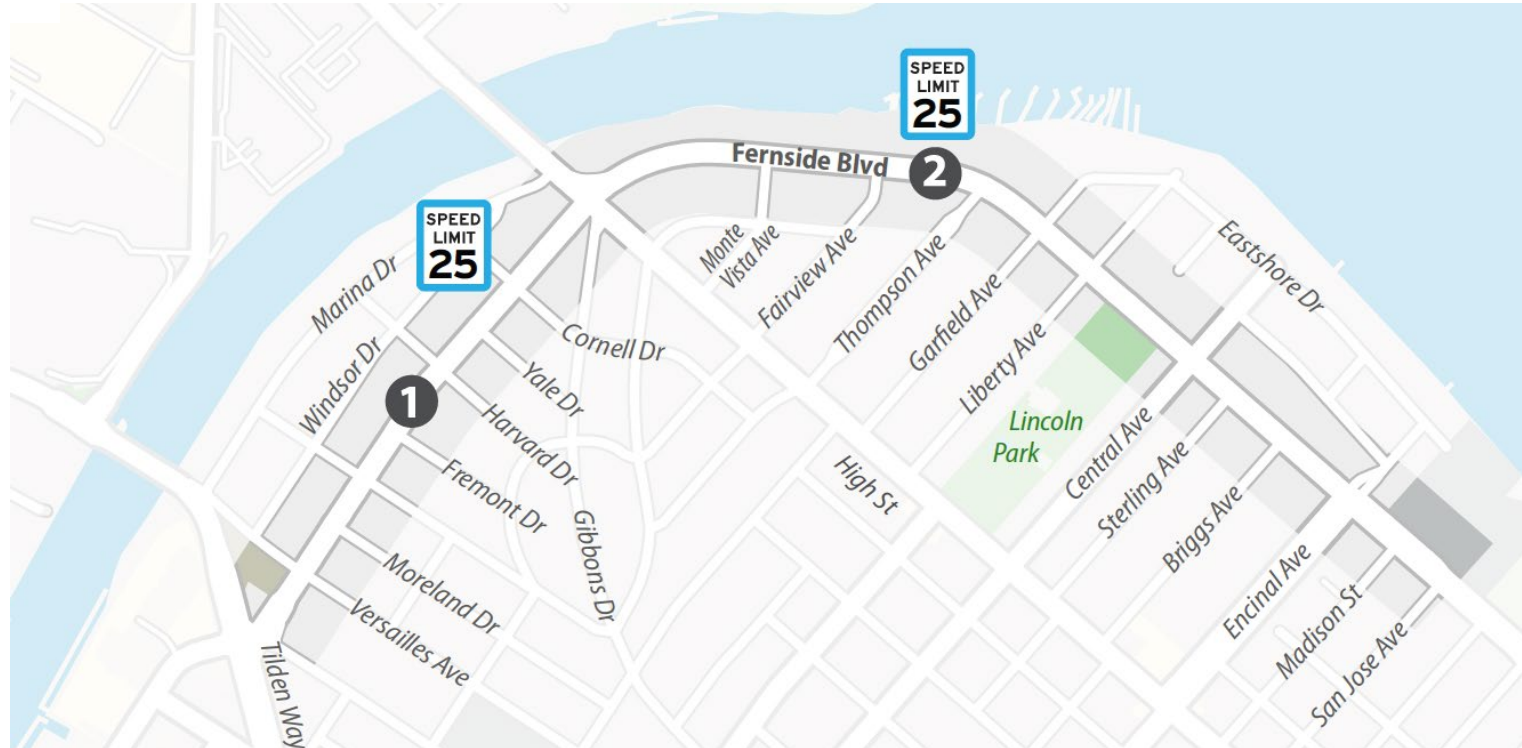 SPEED
LIMIT
25
Fernside Blvd
2
SPEED
LIMIT
25
Marina Dr
Windsor Dr
1
Cornell Dr
Yale Dr
Harvard Dr
Fremont Dr
Moreland Dr
Versailles Ave
Tilden Way
Gibbons Dr
Monte
Vista Ave
Fairview Ave
Thompson Ave
Garfield Ave
Liberty Ave
High St
Lincoln
Park
Central Ave
Sterling Ave
Briggs Ave
Encinal Ave
Madison St
San Jose Ave
Eastshore Dr